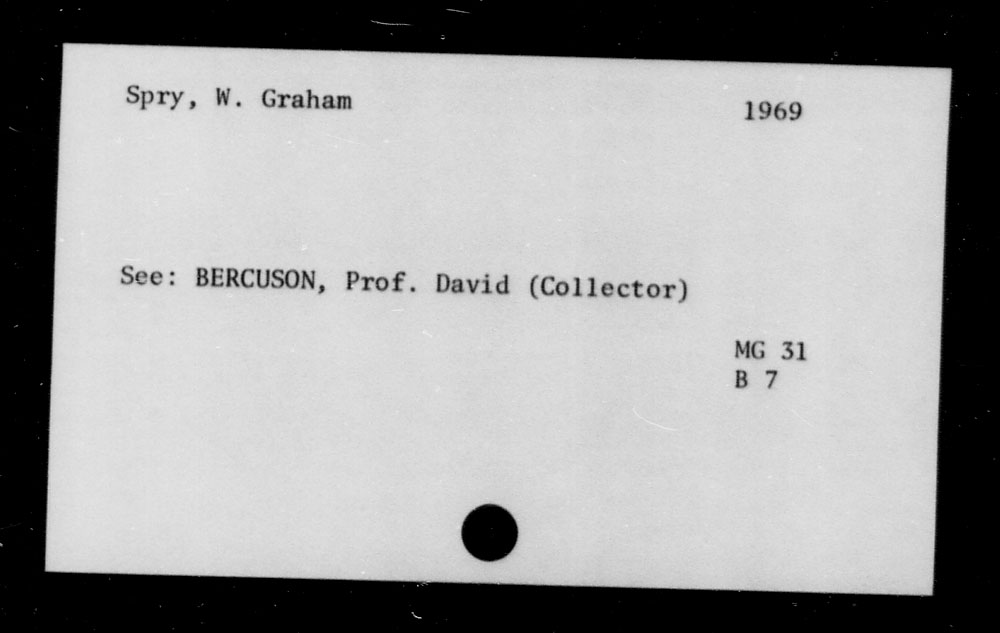 Spry, W. Graham
1969
See: BERCUSON, Prof. David (Collector)
MG 31
B 7